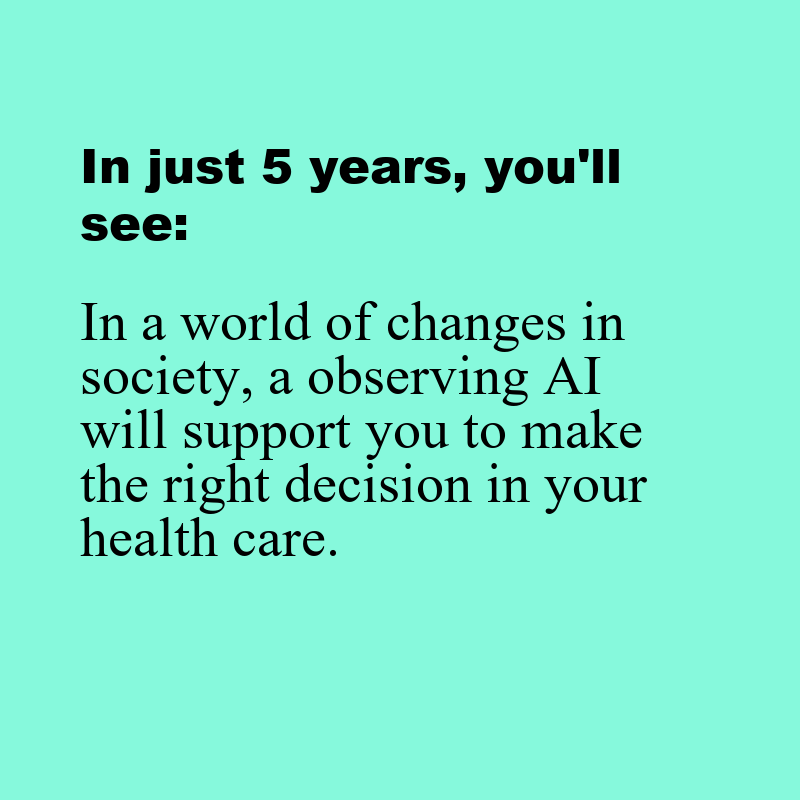 In just 5 years, you'll
see:
In a world of changes in
society, a observing AI
will support you to make
the right decision in your
health care.